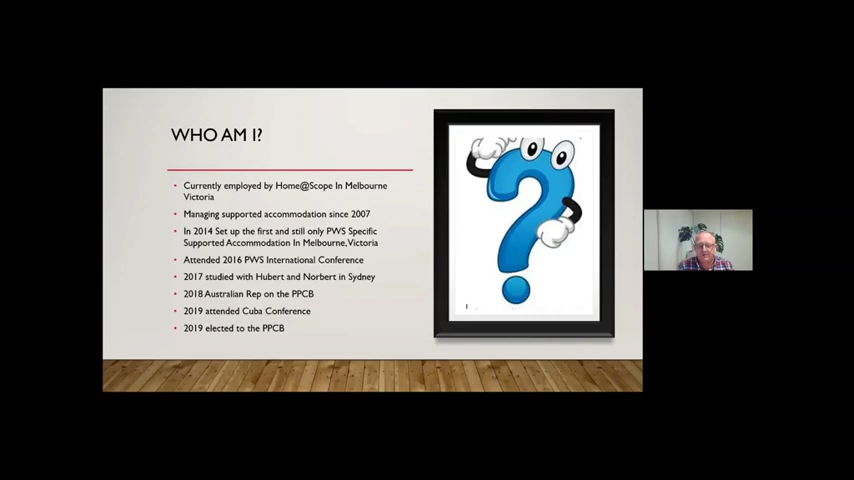 WHO AM I?
• Currently employed by Home@Scope In Melbourne
Victoria
• Managing supported accommodation since 2007
• In 2014 Set up the first and still only PWS Specific
Supported Accommodation In Melbourne, Victoria
• Attended 2016 PWS International Conference
• 2017 studied with Hubert and Norbert in Sydney
• 2018 Australian Rep on the PPCB
• 2019 attended Cuba Conference
• 2019 elected to the PPCB